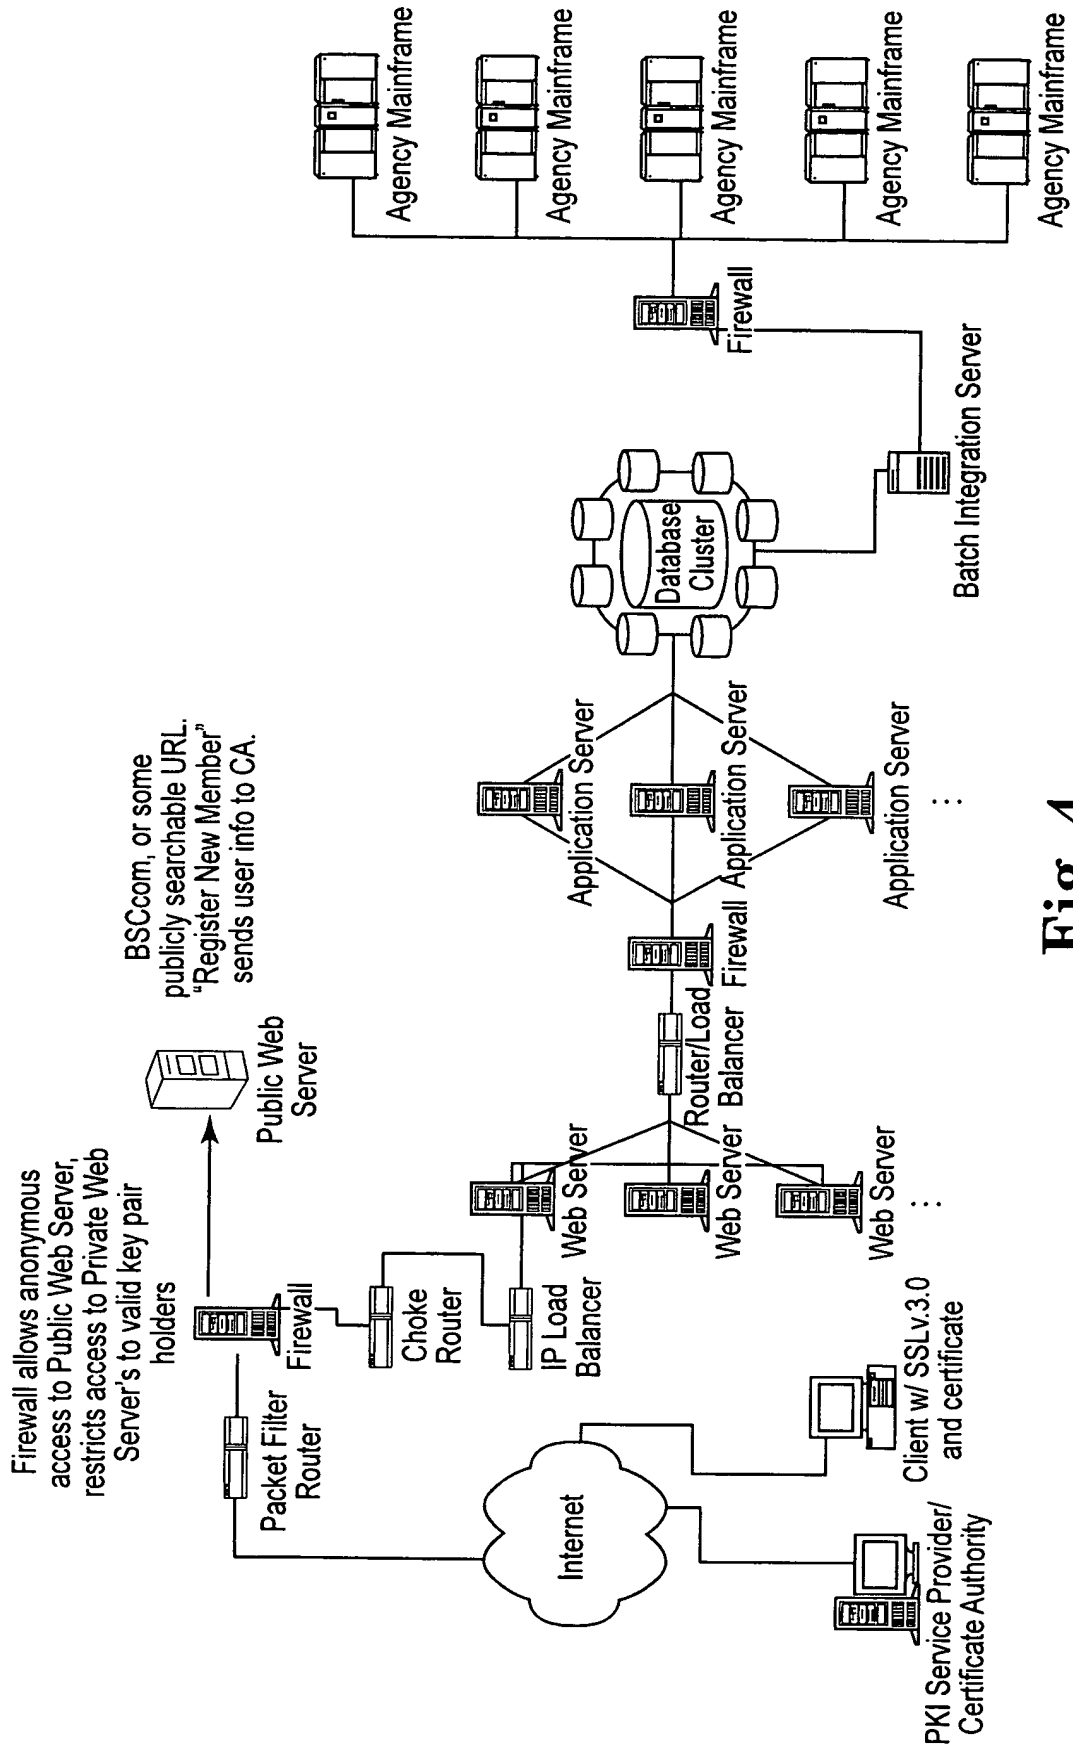 Firewall allows anonymous
access to Public Web Server,
restricts access to Private Web
Server's to valid key pair
holders
BSCcom, or some
publicly searchable URL.
“Register New Member”
sends user info to CA.
Packet Filter
Router
Firewall
Public Web
Server
Choke
Router
IP Load
Balancer
Internet
PKI Service Provider/
Certificate Authority
Client w/ SSLv.3.0
and certificate
Web Server
Web Server
Web Server
Router/Load
Balancer
Firewall
Application Server
Application Server
Application Server
Database
Cluster
Batch Integration Server
Firewall
Agency Mainframe
Agency Mainframe
Agency Mainframe
Agency Mainframe
Agency Mainframe
Fig. 4